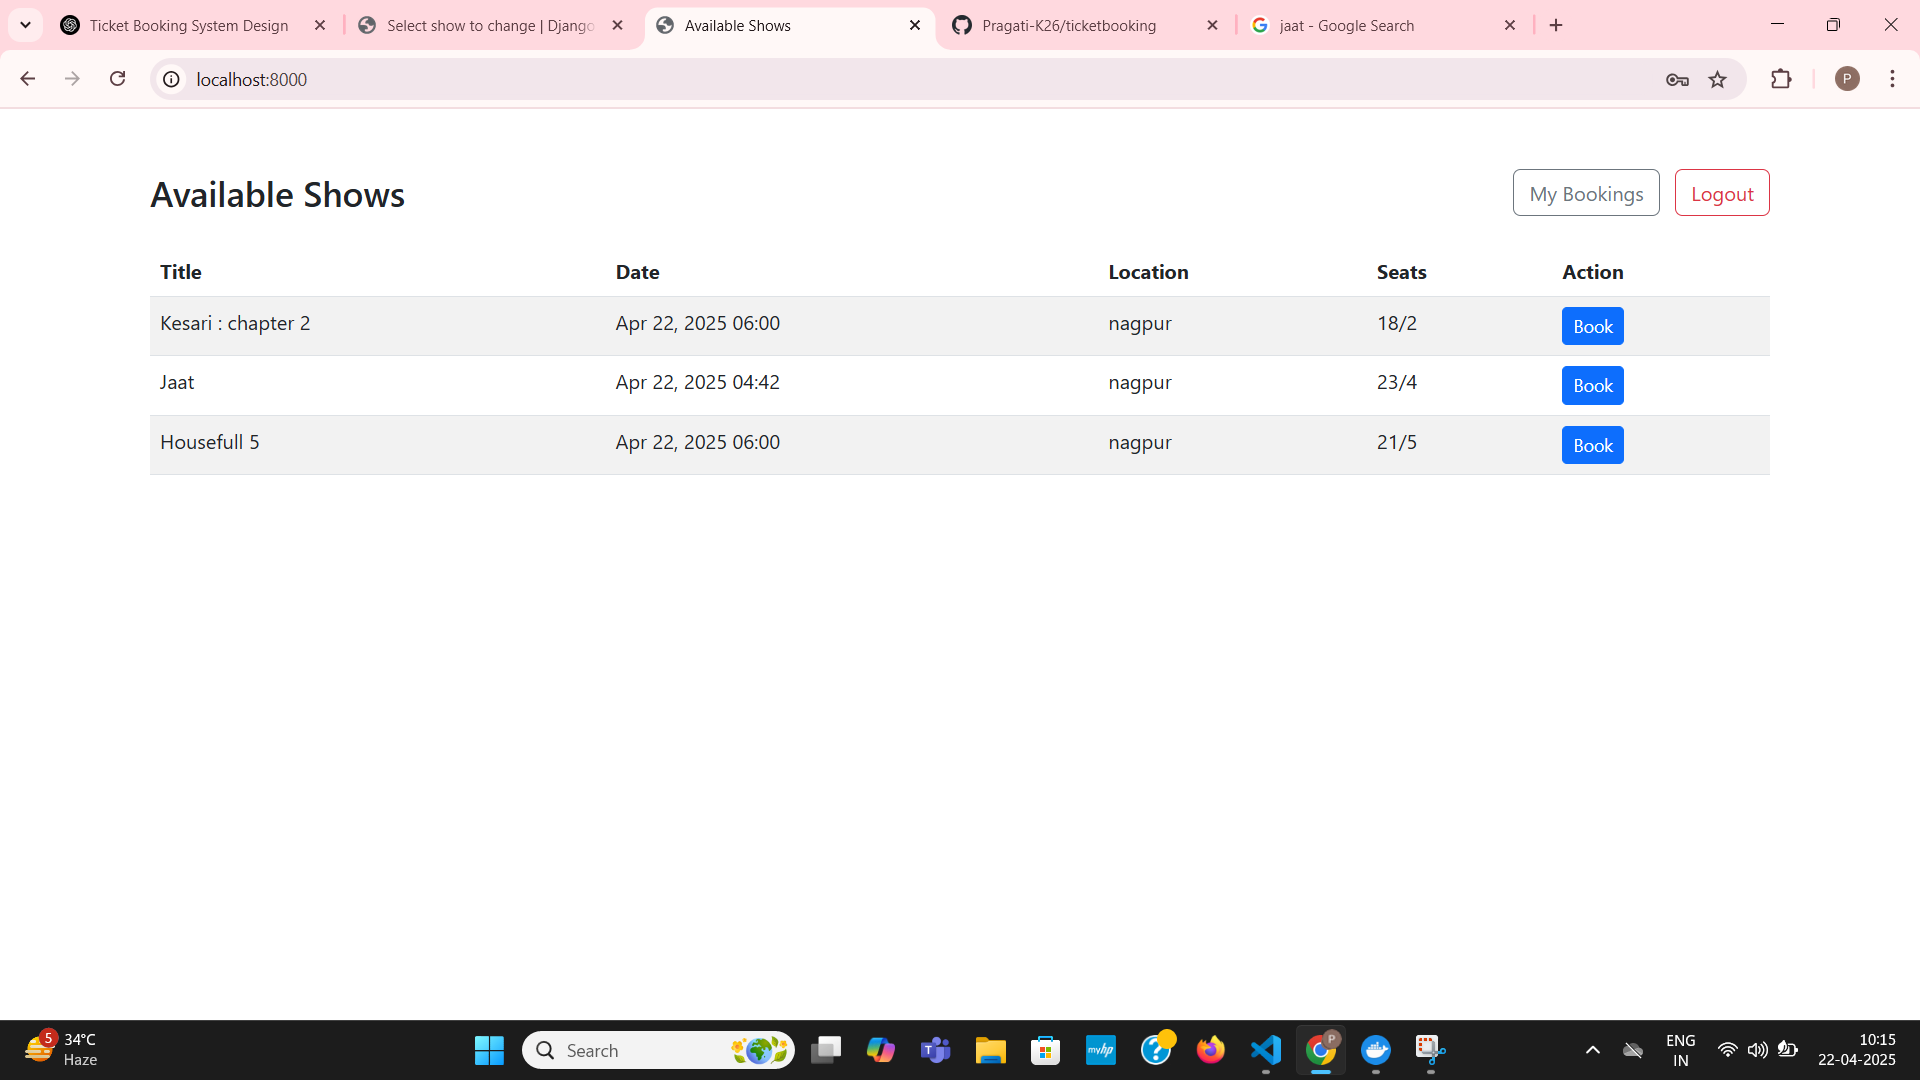 Ticket Booking System Design
Select show to change | Django
Available Shows
Pragati-K26/ticketbooking
jaat - Google Search
localhost:8000
P
Available Shows
My Bookings
Logout
Title Date Location Seats Action
Kesari : chapter 2 Apr 22, 2025 06:00 nagpur 18/2 Book
Jaat Apr 22, 2025 04:42 nagpur 23/4 Book
Housefull 5 Apr 22, 2025 06:00 nagpur 21/5 Book
5
34°C
Haze
Search
T
myhp
?
P
ENG
IN
10:15
22-04-2025